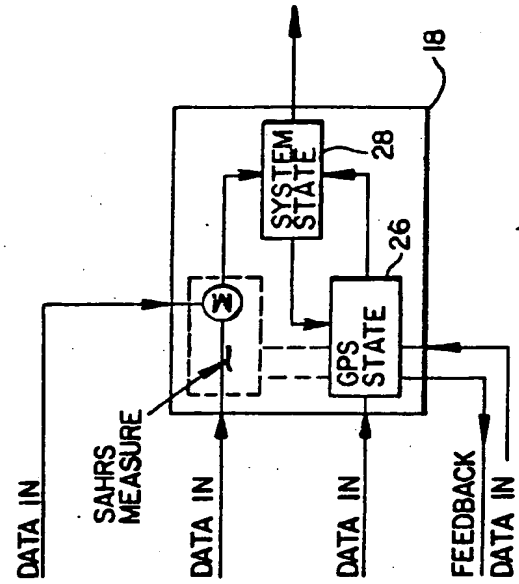 DATA IN
SAHRS
MEASURE
DATA IN
DATA IN
FEEDBACK
DATA IN
Σ
GPS
STATE
26
SYSTEM
STATE
28
18